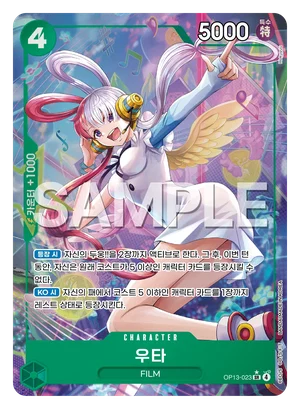 4
5000
특수
特
카운터 +1000
SAMPLE
등장 시 자신의 두웅!!을 2장까지 액티브로 한다. 그 후, 이번 턴
동안, 자신은 원래 코스트가 5 이상인 캐릭터 카드를 등장시킬 수
없다.
KO 시 자신의 패에서 코스트 5 이하인 캐릭터 카드를 1장까지
레스트 상태로 등장시킨다.
CHARACTER
우타
FILM
OP13-023 SR